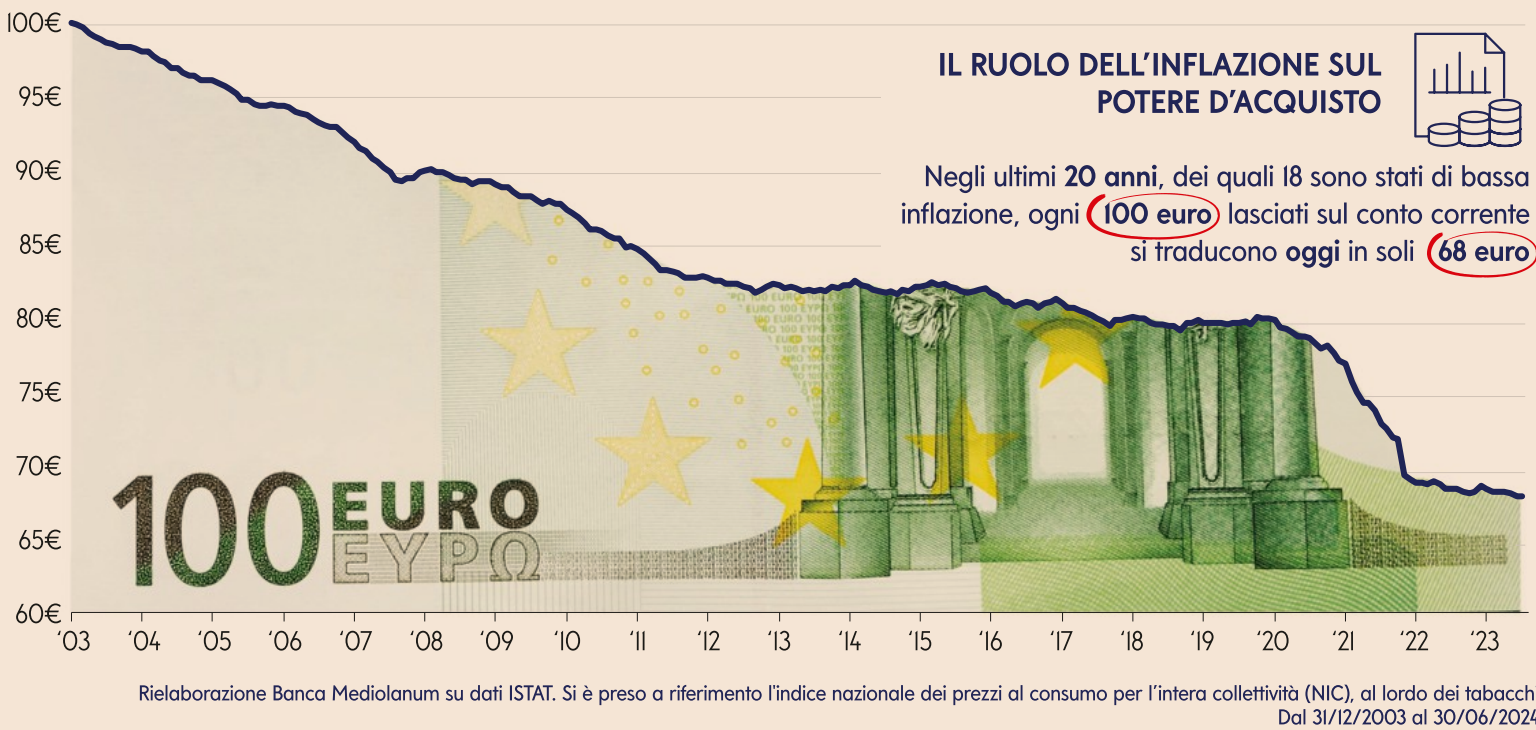 100€
95€
90€
85€
80€
75€
70€
65€
60€
IL RUOLO DELL'INFLAZIONE SUL
POTERE D'ACQUISTO
Negli ultimi 20 anni, dei quali 18 sono stati di bassa
inflazione, ogni 100 euro lasciati sul conto corrente
si traducono oggi in soli 68 euro
100 EURO
ΕΥΡΩ
'03 '04 '05 '06 '07 '08 '09 '10 '11 '12 '13 '14 '15 '16 '17 '18 '19 '20 '21 '22 '23
Rielaborazione Banca Mediolanum su dati ISTAT. Si è preso a riferimento l'indice nazionale dei prezzi al consumo per l'intera collettività (NIC), al lordo dei tabacchi
Dal 31/12/2003 al 30/06/2024